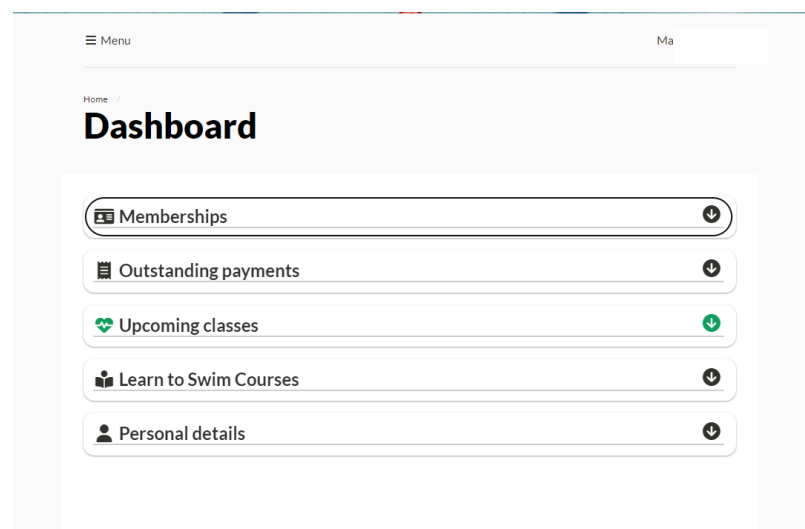 Menu
Ma
Home /
Dashboard
Memberships
Outstanding payments
Upcoming classes
Learn to Swim Courses
Personal details